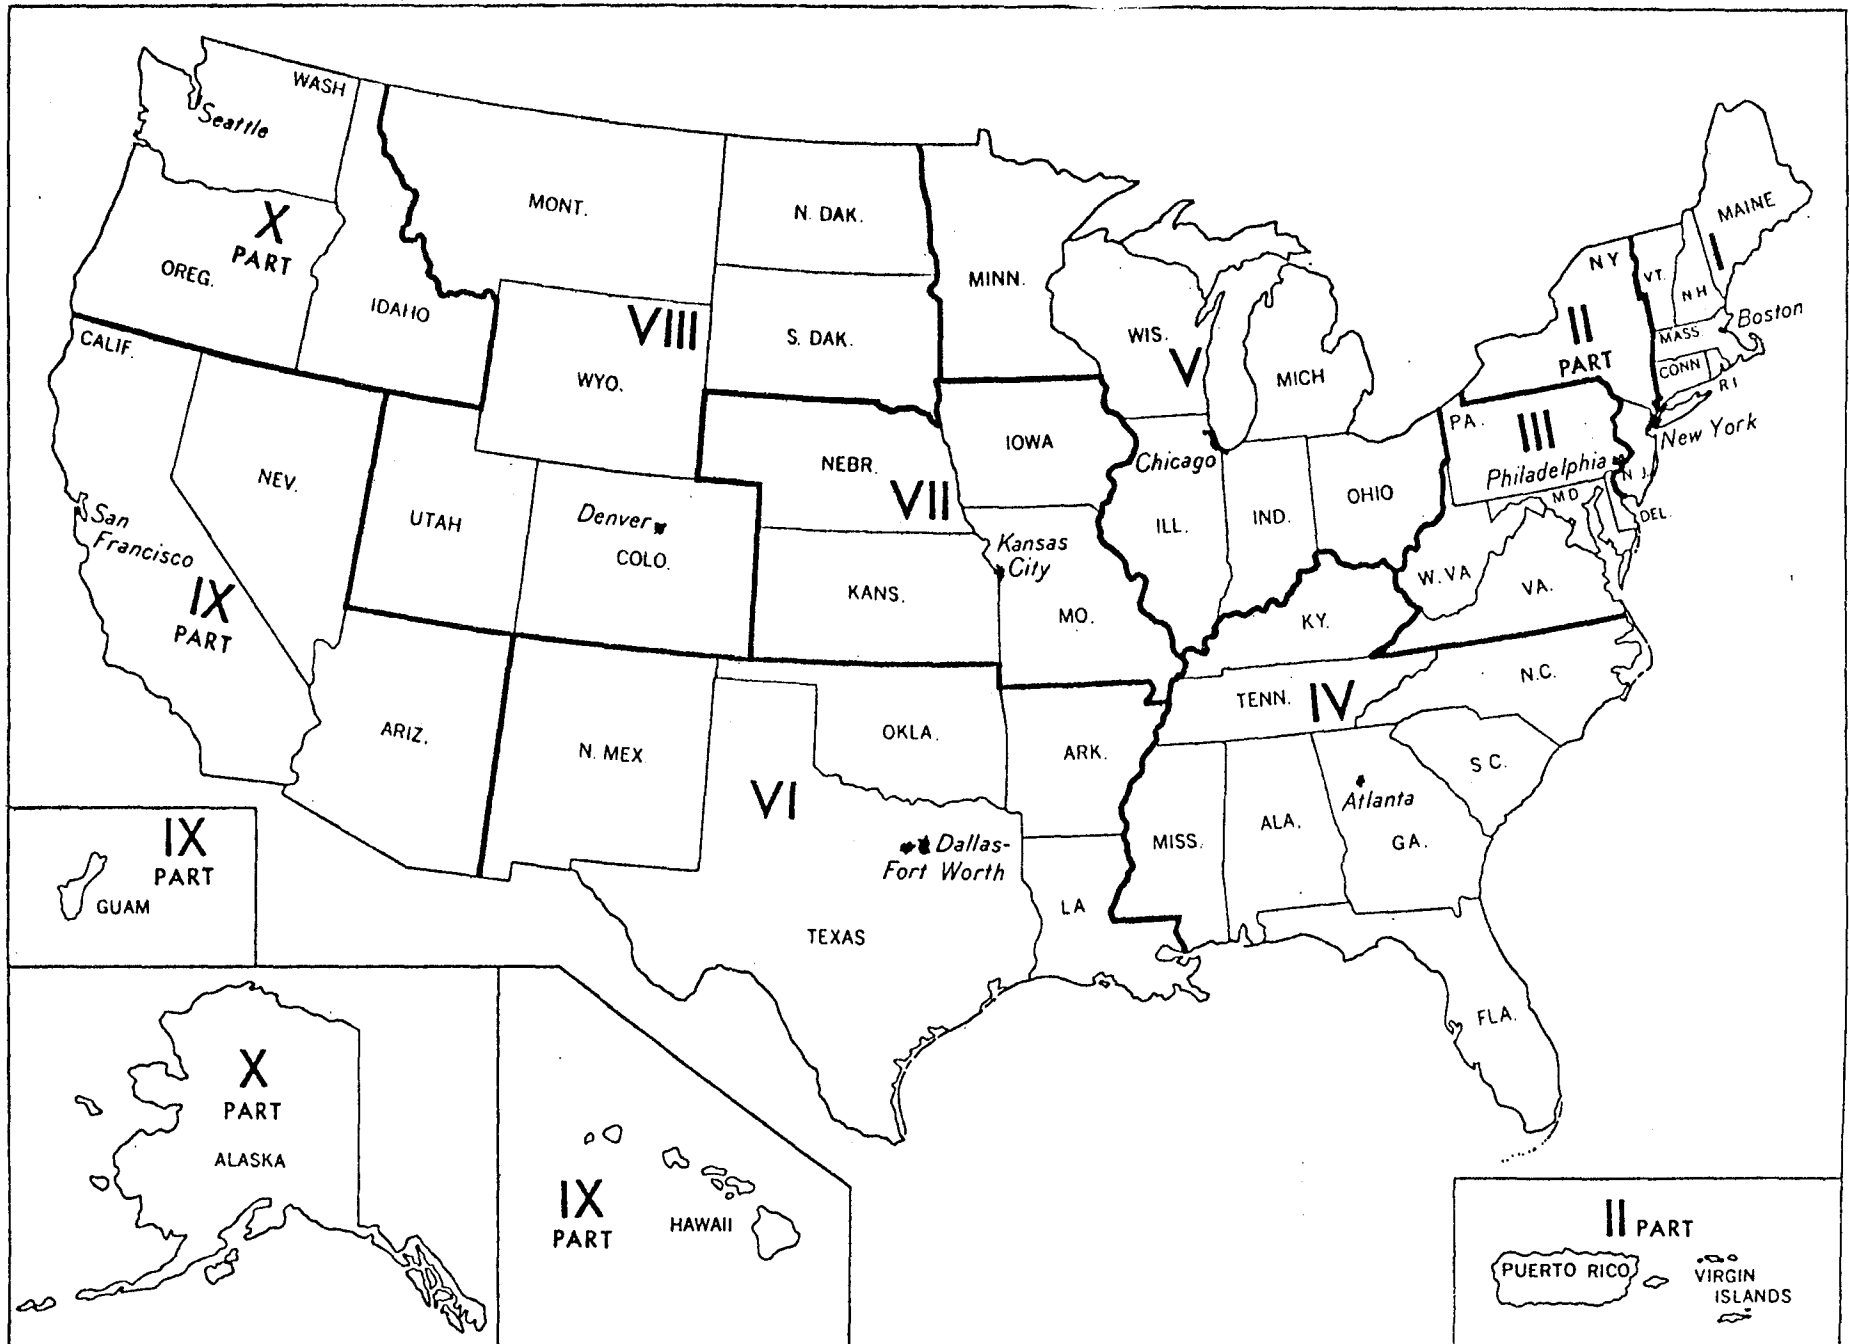 WASH
Seattle
X
PART
OREG.
IDAHO
MONT.
N. DAK.
S. DAK.
VIII
WYO.
MINN.
WIS.
V
MICH
MAINE
I
N Y
VT.
N H
II
PART
MASS
Boston
CONN
R I
New York
PA.
III
Philadelphia
N J.
MD
DEL.
CALIF.
NEV.
San
Francisco
IX
PART
UTAH
Denver
COLO.
NEBR.
VII
KANS.
IOWA
Kansas
City
MO.
Chicago
ILL.
IND.
OHIO
W. VA
VA.
KY.
TENN.
IV
N.C.
S C.
ARIZ.
N. MEX
VI
OKLA.
ARK.
Dallas-
Fort Worth
TEXAS
LA
MISS.
ALA.
Atlanta
GA.
FLA.
IX
PART
GUAM
X
PART
ALASKA
IX
PART
HAWAII
II PART
PUERTO RICO
VIRGIN
ISLANDS